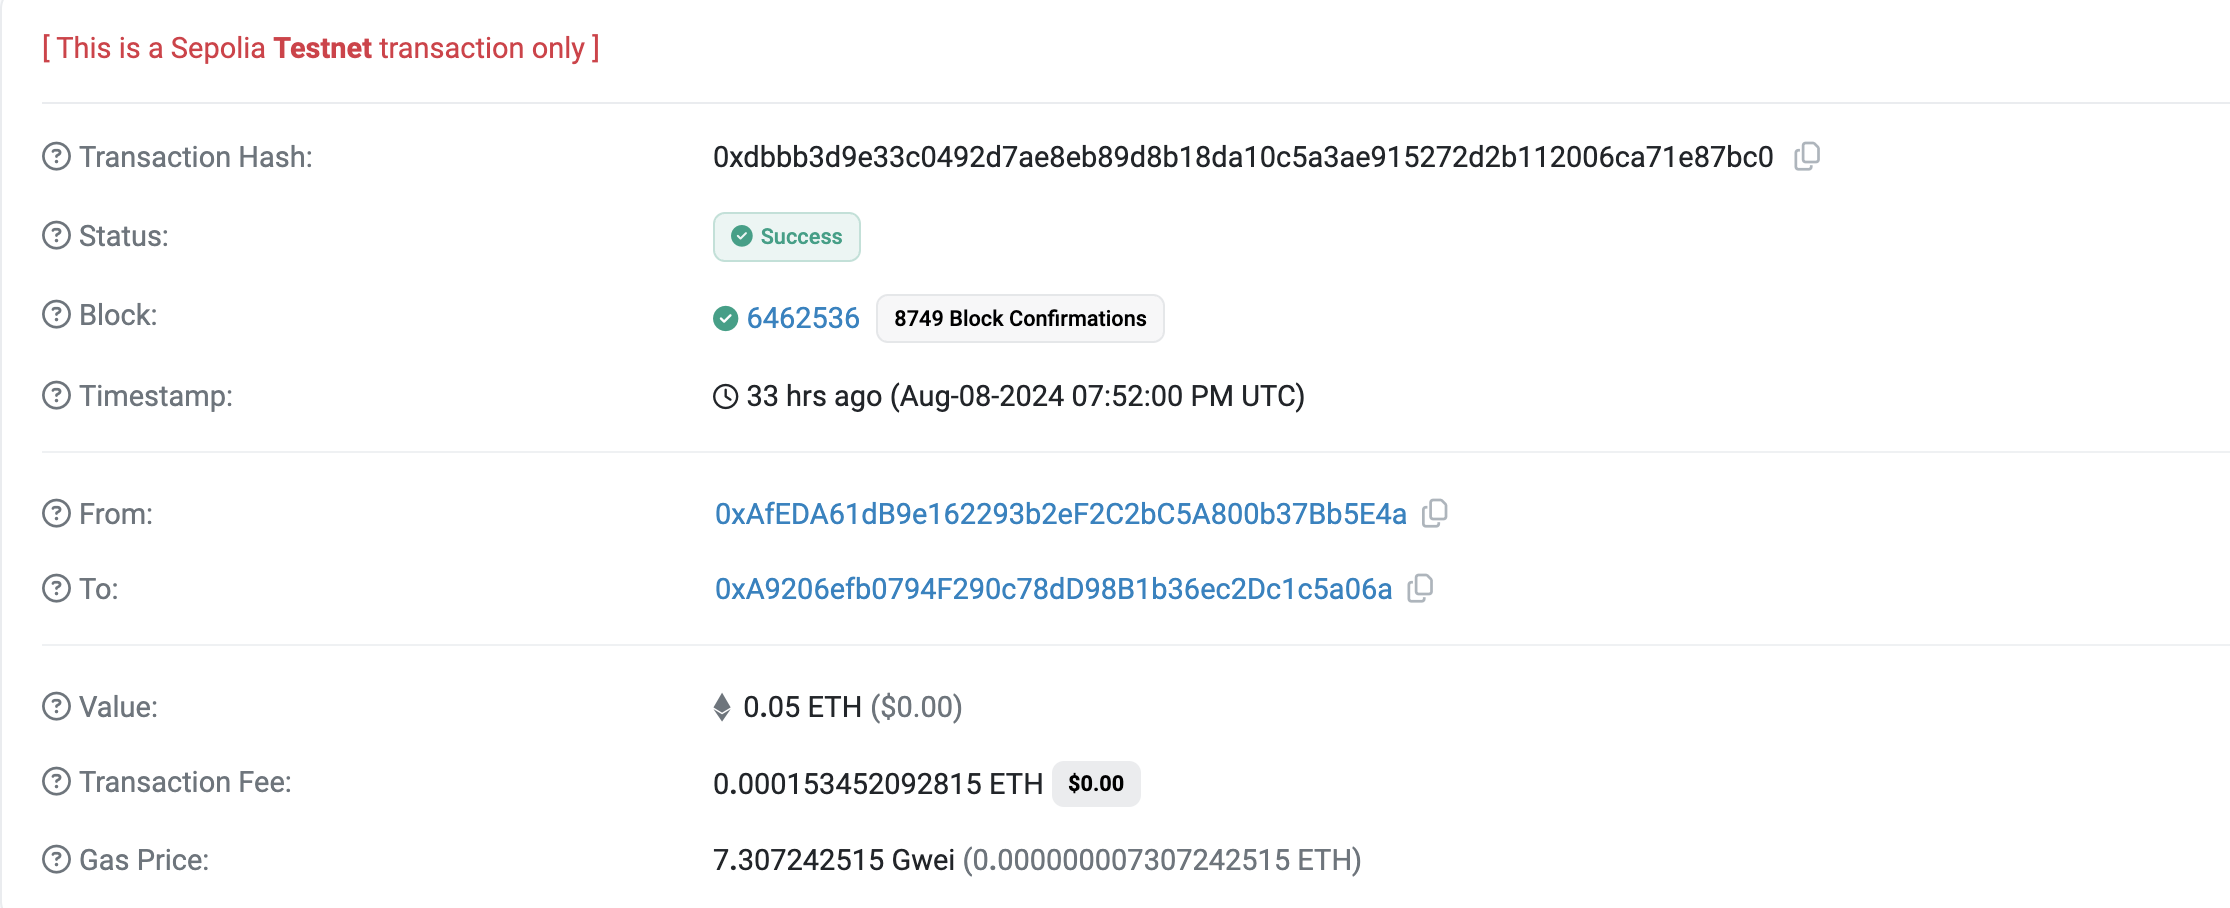 [ This is a Sepolia Testnet transaction only ]
Transaction Hash: 0xdbbb3d9e33c0492d7ae8eb89d8b18da10c5a3ae915272d2b112006ca71e87bc0
Status: Success
Block: 6462536 8749 Block Confirmations
Timestamp: 33 hrs ago (Aug-08-2024 07:52:00 PM UTC)
From: 0xAfEDA61dB9e162293b2eF2C2bC5A800b37Bb5E4a
To: 0xA9206efb0794F290c78dD98B1b36ec2Dc1c5a06a
Value: 0.05 ETH ($0.00)
Transaction Fee: 0.000153452092815 ETH $0.00
Gas Price: 7.307242515 Gwei (0.000000007307242515 ETH)